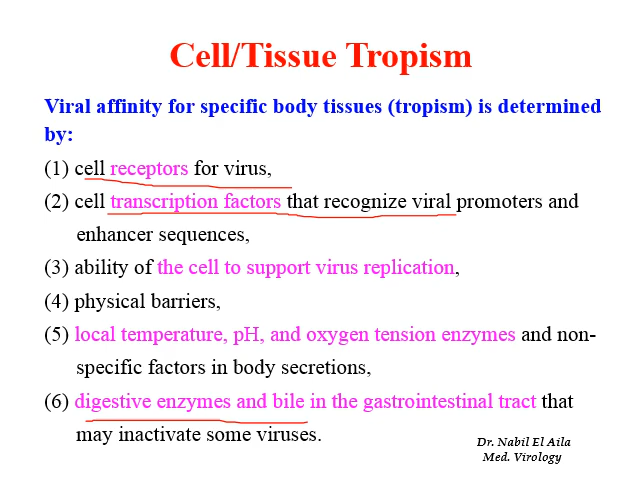 Cell/Tissue Tropism
Viral affinity for specific body tissues (tropism) is determined
by:
(1) cell receptors for virus,
(2) cell transcription factors that recognize viral promoters and
enhancer sequences,
(3) ability of the cell to support virus replication,
(4) physical barriers,
(5) local temperature, pH, and oxygen tension enzymes and non-
specific factors in body secretions,
(6) digestive enzymes and bile in the gastrointestinal tract that
may inactivate some viruses.
Dr. Nabil El Aila
Med. Virology